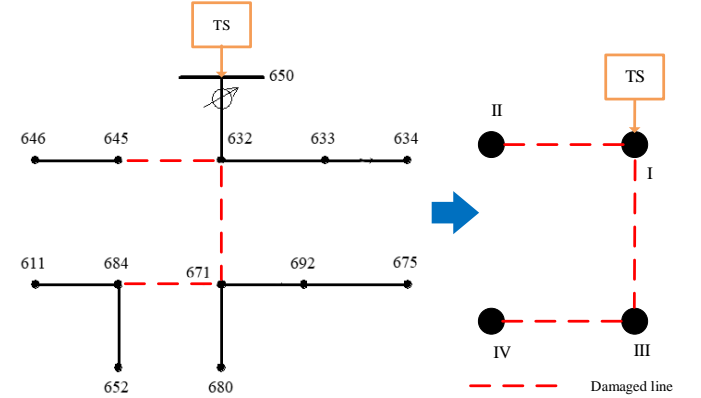 TS
650
646 645 632 633 634
611 684 671 692 675
652 680
TS
II
I
IV III
Damaged line